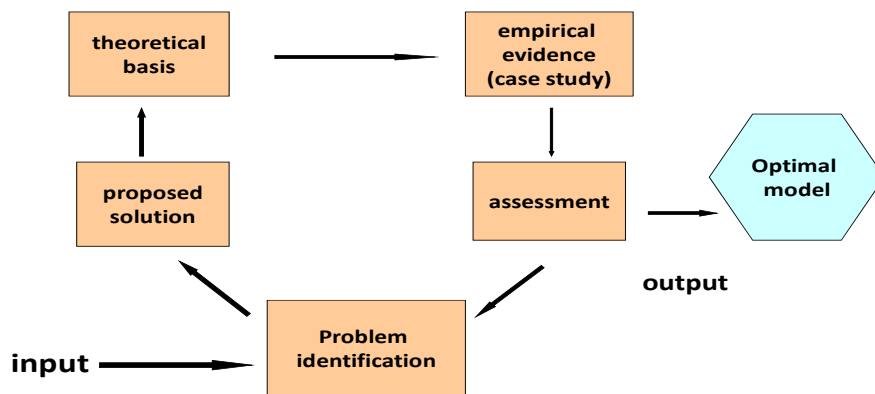 theoretical
basis
empirical
evidence
(case study)
proposed
solution
assessment
Optimal
model
output
Problem
identification
input